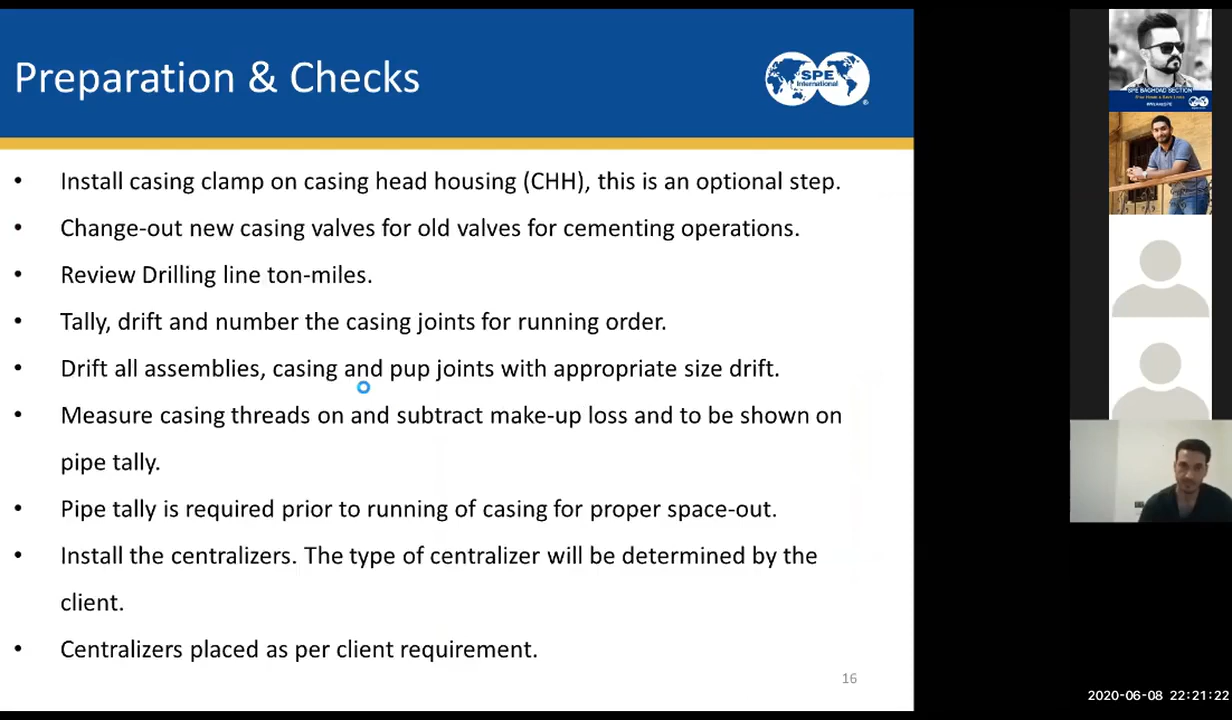 Preparation & Checks
SPE
International
• Install casing clamp on casing head housing (CHH), this is an optional step.
• Change-out new casing valves for old valves for cementing operations.
• Review Drilling line ton-miles.
• Tally, drift and number the casing joints for running order.
• Drift all assemblies, casing and pup joints with appropriate size drift.
• Measure casing threads on and subtract make-up loss and to be shown on
pipe tally.
• Pipe tally is required prior to running of casing for proper space-out.
• Install the centralizers. The type of centralizer will be determined by the
client.
• Centralizers placed as per client requirement.
16
SPE BAGHDAD SECTION
2020-06-08 22:21:22